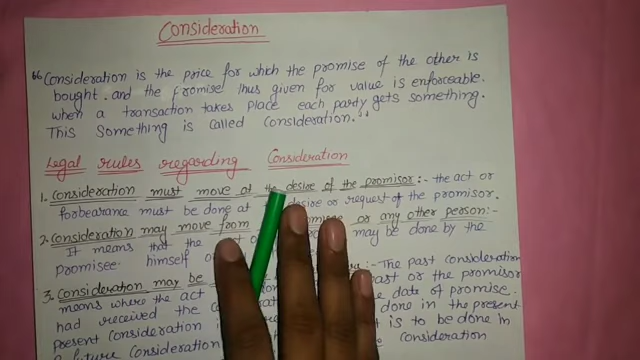 Consideration
"Consideration is the price for which the promise of the other is
bought. and the promise thus given for value is enforceable.
when a transaction takes place each party gets something.
This something is called consideration."
Legal rules regarding Consideration
1. Consideration must move at the desire of the promisor :- the act or
forbearance must be done at desire or request of the promisor.
2. Consideration may move from promisee or any other person:-
It means that the may be done by the
promisee himself
3. Consideration may be :- The past consideration
means where the act past or the promisor
had received the date of promise.
present consideration done in the present
a future consideration is to be done in
consideration